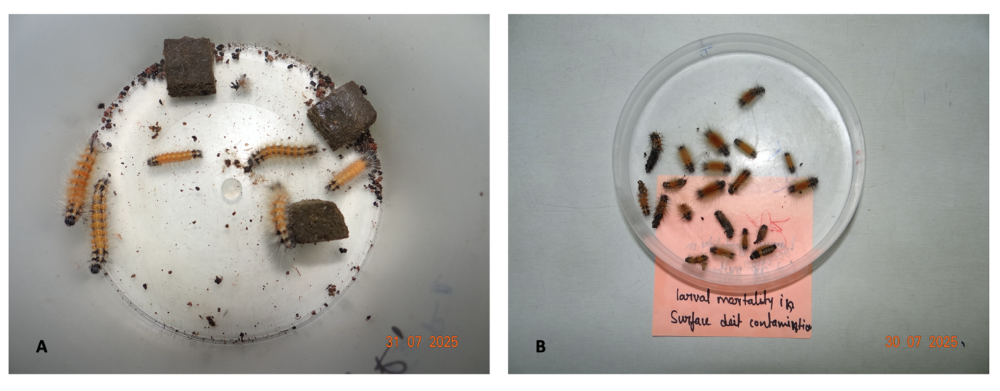 A
31 07 2025
T
larval mortality in
Surface deit contamination
B
30 07 2025